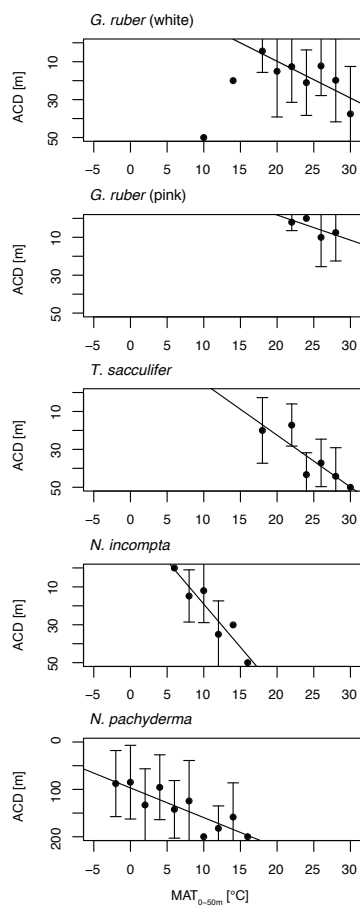 G. ruber (white)
ACD [m]
10
30
50
−5 0 5 10 15 20 25 30
G. ruber (pink)
ACD [m]
10
30
50
−5 0 5 10 15 20 25 30
T. sacculifer
ACD [m]
10
30
50
−5 0 5 10 15 20 25 30
N. incompta
ACD [m]
10
30
50
−5 0 5 10 15 20 25 30
N. pachyderma
ACD [m]
0
100
200
−5 0 5 10 15 20 25 30
MAT0−50m [°C]